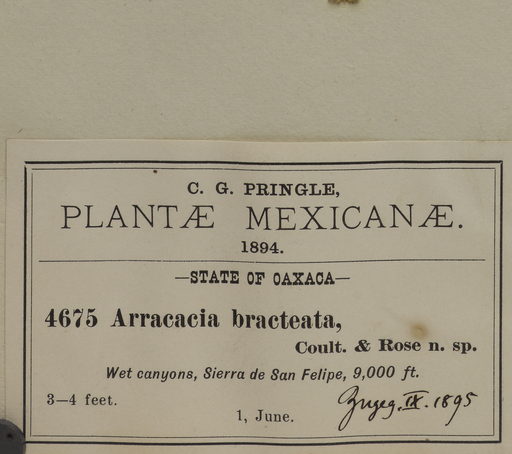 C. G. PRINGLE,
PLANTÆ MEXICANÆ.
1894.
—STATE OF OAXACA—
4675 Arracacia bracteata,
Coult. & Rose n. sp.
Wet canyons, Sierra de San Felipe, 9,000 ft.
3—4 feet.
1, June.
Zugeg. IX. 1895